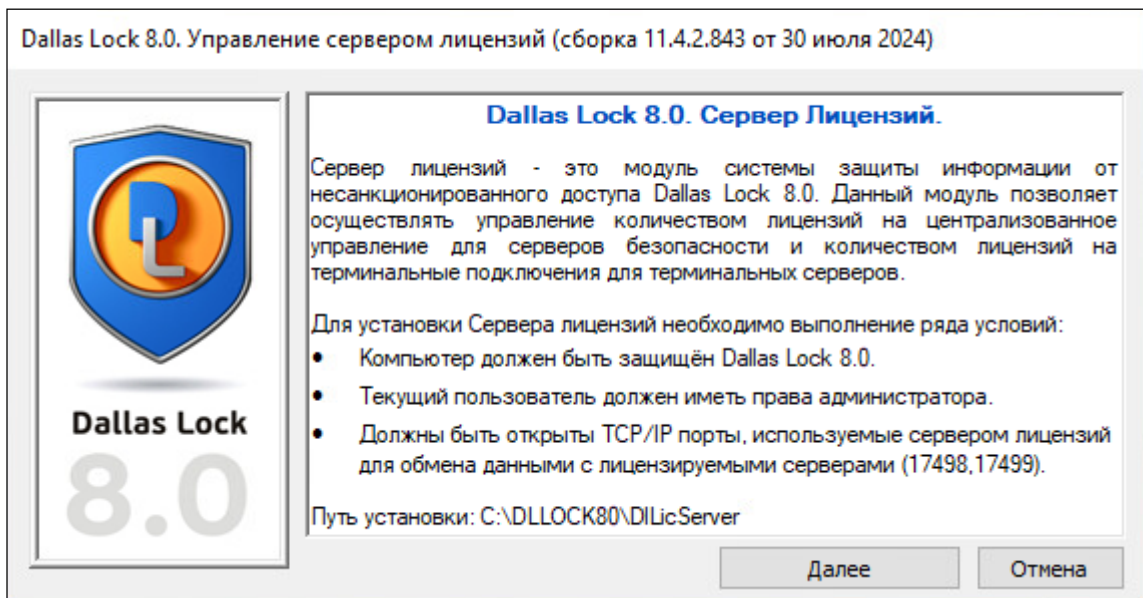 Dallas Lock 8.0. Управление сервером лицензий (сборка 11.4.2.843 от 30 июля 2024)
Dallas Lock
8.0
Dallas Lock 8.0. Сервер Лицензий.
Сервер лицензий - это модуль системы защиты информации от
несанкционированного доступа Dallas Lock 8.0. Данный модуль позволяет
осуществлять управление количеством лицензий на централизованное
управление для серверов безопасности и количеством лицензий на
терминальные подключения для терминальных серверов.
Для установки Сервера лицензий необходимо выполнение ряда условий:
• Компьютер должен быть защищён Dallas Lock 8.0.
• Текущий пользователь должен иметь права администратора.
• Должны быть открыты TCP/IP порты, используемые сервером лицензий
для обмена данными с лицензируемыми серверами (17498,17499).
Путь установки: C:\DLLOCK80\DlLicServer
Далее
Отмена